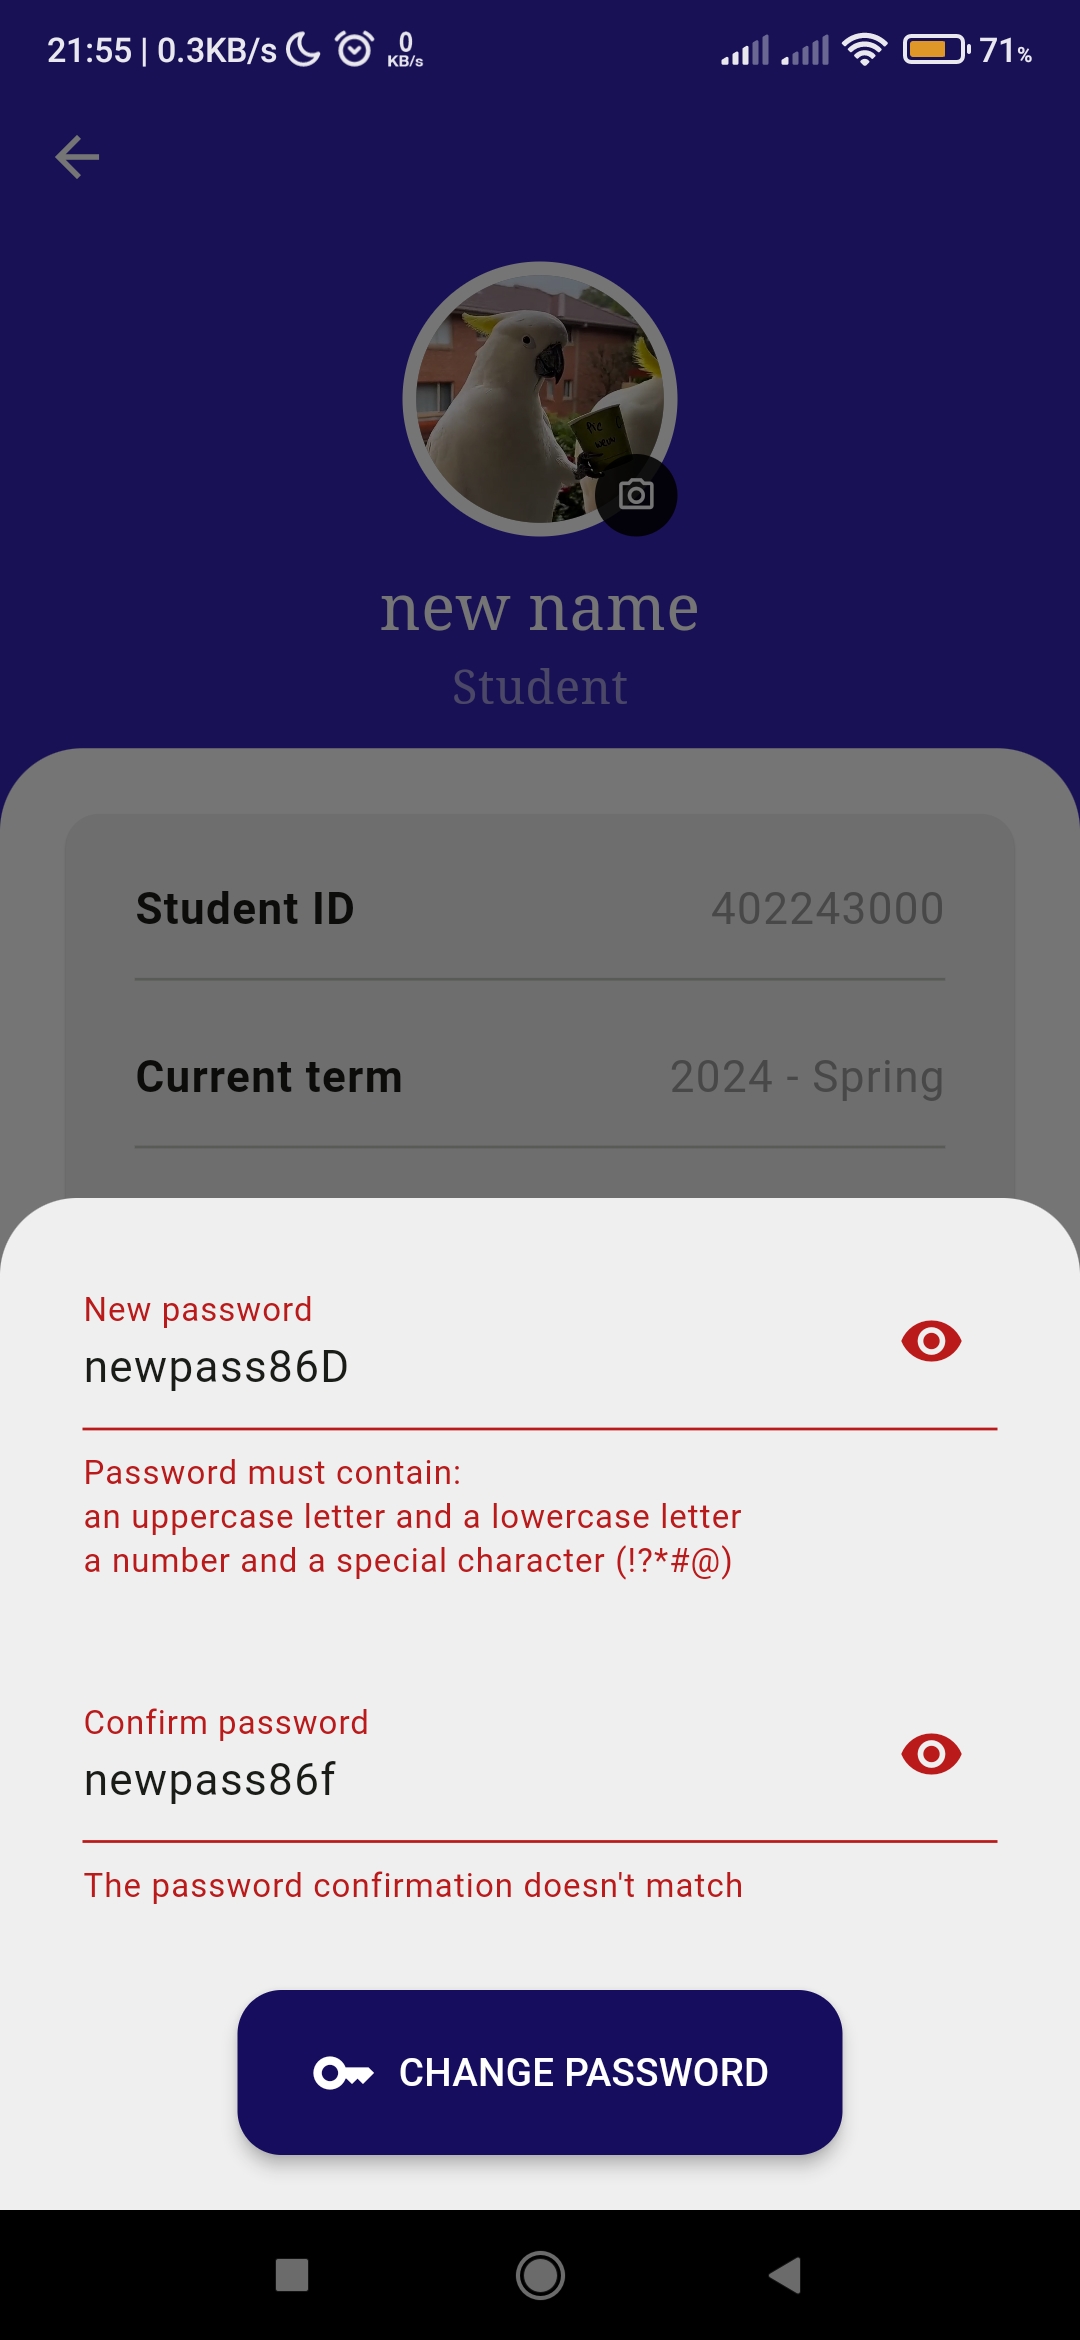 21:55 | 0.3KB/s 0 KB/s 71%
new name
Student
Student ID 402243000
Current term 2024 - Spring
New password
newpass86D
Password must contain:
an uppercase letter and a lowercase letter
a number and a special character (!?*#@)
Confirm password
newpass86f
The password confirmation doesn't match
CHANGE PASSWORD